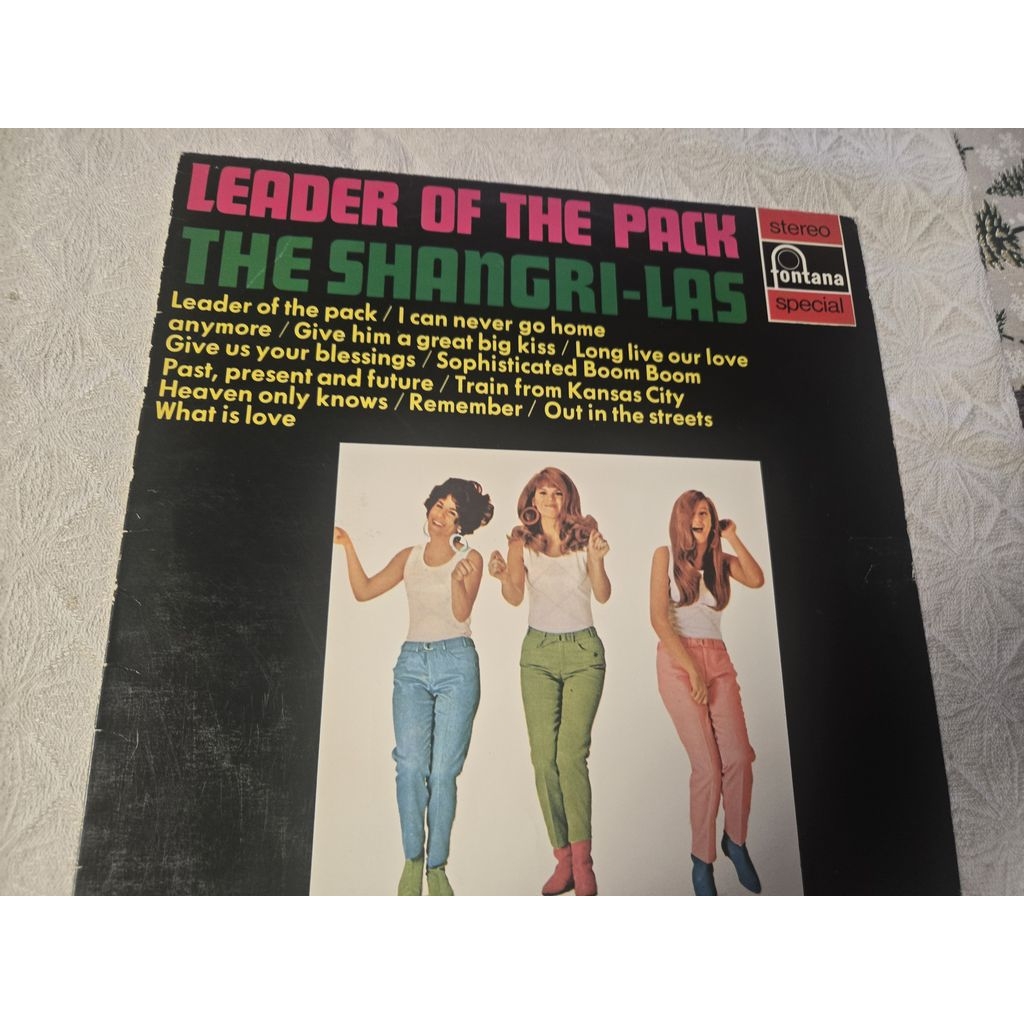 LEADER OF THE PACK
THE SHANGRI-LAS
stereo
fontana
special
Leader of the pack / I can never go home
anymore / Give him a great big kiss / Long live our love
Give us your blessings / Sophisticated Boom Boom
Past, present and future / Train from Kansas City
Heaven only knows / Remember / Out in the streets
What is love